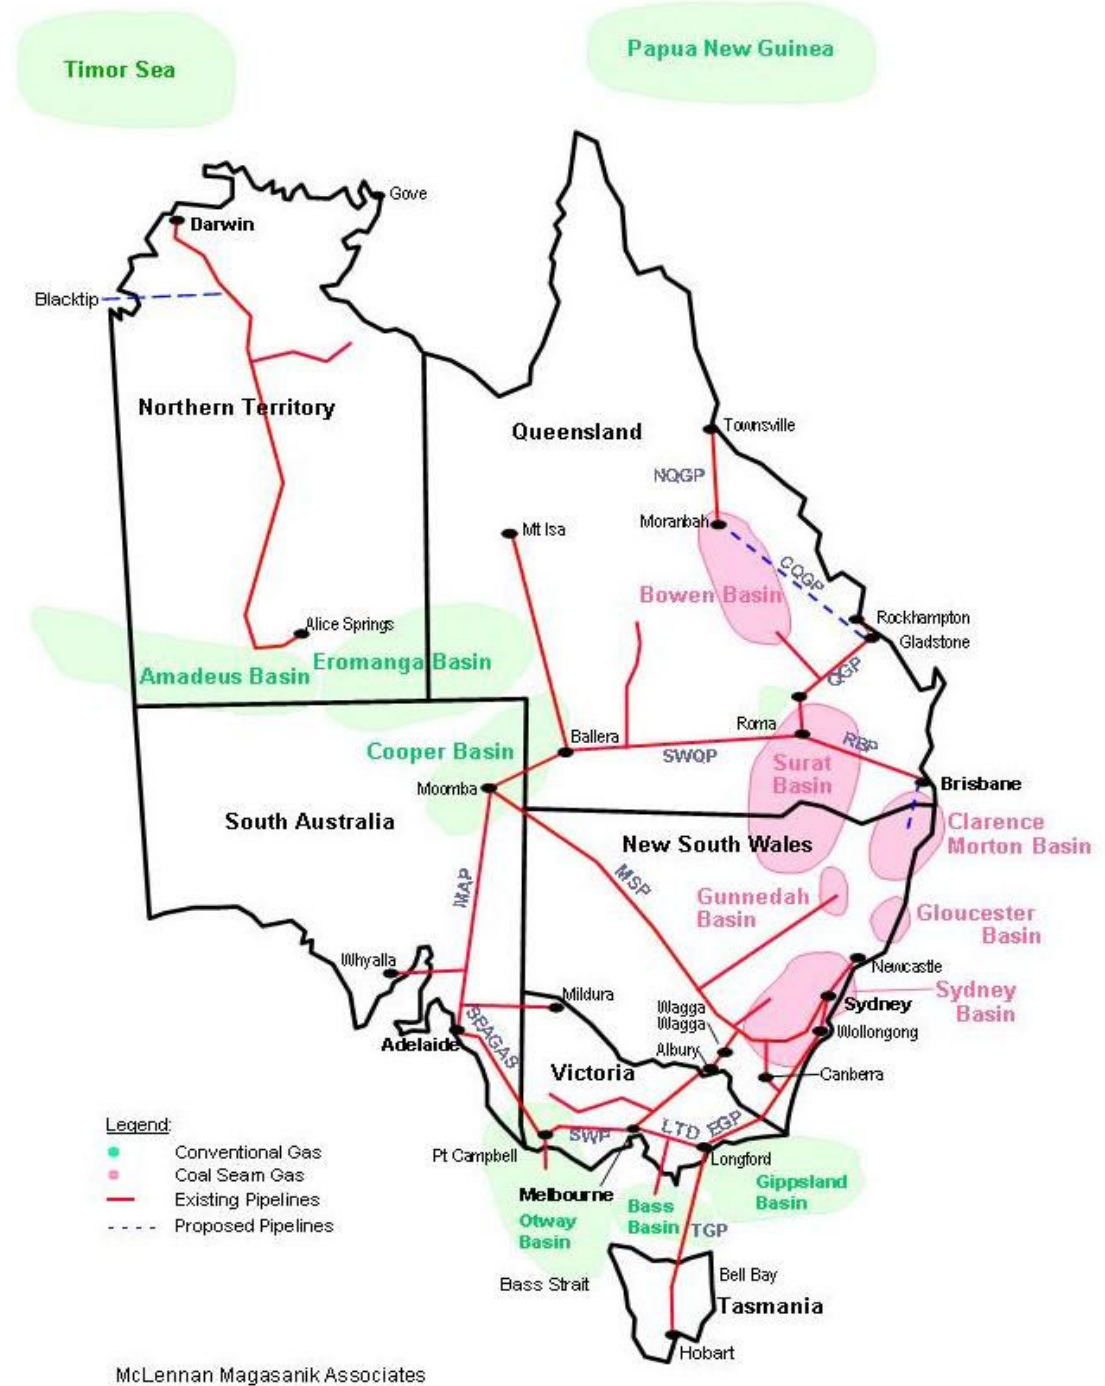 Timor Sea
Papua New Guinea
Gove
Darwin
Blacktip
Northern Territory
Queensland
Townsville
NQGP
Moranbah
Mt Isa
CQGP
Bowen Basin
Rockhampton
Gladstone
Alice Springs
Eromanga Basin
Amadeus Basin
QGP
Roma
Ballera
RBP
Cooper Basin
SWQP
Surat
Basin
Moomba
Brisbane
South Australia
New South Wales
Clarence
Morton Basin
MSP
MAP
Gunnedah
Basin
Gloucester
Basin
Whyalla
Newcastle
Mildura
Wagga
Wagga
Sydney
Sydney
Basin
Adelaide
SEAGAS
Wollongong
Albury
Victoria
Canberra
Legend:
Conventional Gas
Coal Seam Gas
Existing Pipelines
Proposed Pipelines
SWP
LTD
EGP
Pt Campbell
Longford
Melbourne
Gippsland
Basin
Otway
Basin
Bass
Basin
TGP
Bass Strait
Bell Bay
Tasmania
Hobart
McLennan Magasanik Associates